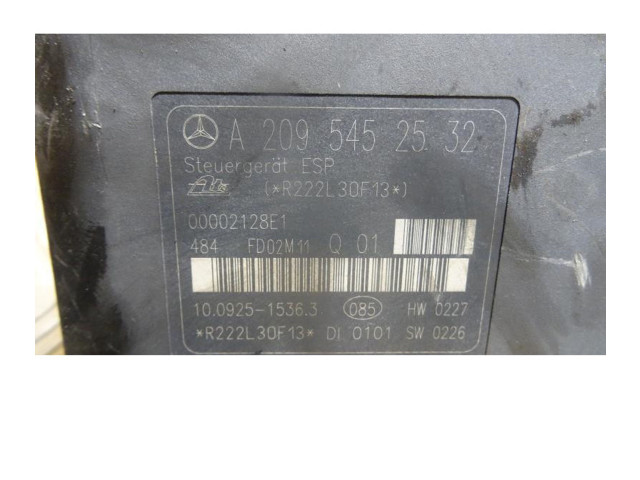 A 209 545 25 32
Steuergerät ESP
Ate (*R222L30F13*)
00002128E1
484 FD02M11 Q 01
10.0925-1536.3 085 HW 0227
*R222L30F13* DI 0101 SW 0226